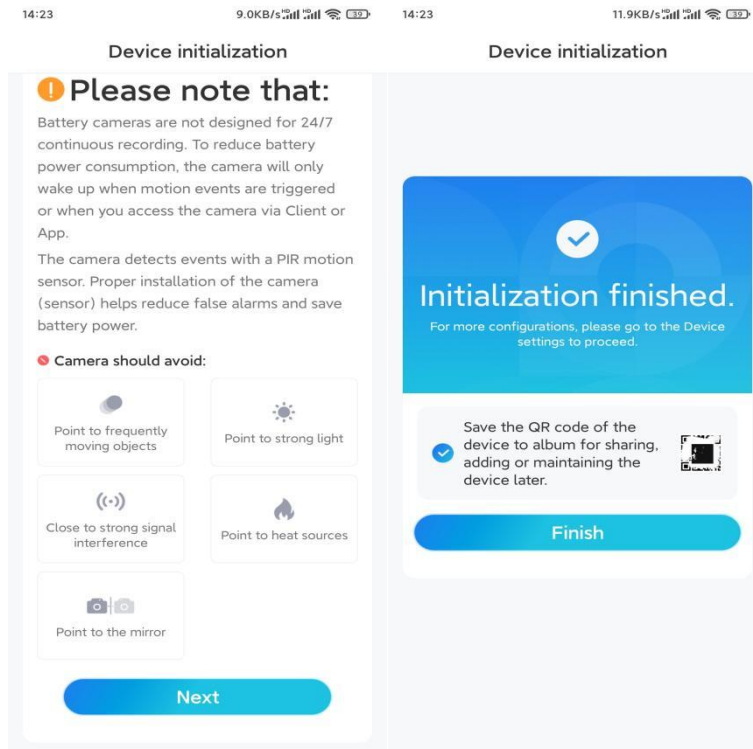 14:23
9.0KB/s
39
Device initialization
Please note that:
Battery cameras are not designed for 24/7
continuous recording. To reduce battery
power consumption, the camera will only
wake up when motion events are triggered
or when you access the camera via Client or
App.
The camera detects events with a PIR motion
sensor. Proper installation of the camera
(sensor) helps reduce false alarms and save
battery power.
Camera should avoid:
Point to frequently
moving objects
Point to strong light
Close to strong signal
interference
Point to heat sources
Point to the mirror
Next
14:23
11.9KB/s
39
Device initialization
Initialization finished.
For more configurations, please go to the Device
settings to proceed.
Save the QR code of the
device to album for sharing,
adding or maintaining the
device later.
Finish